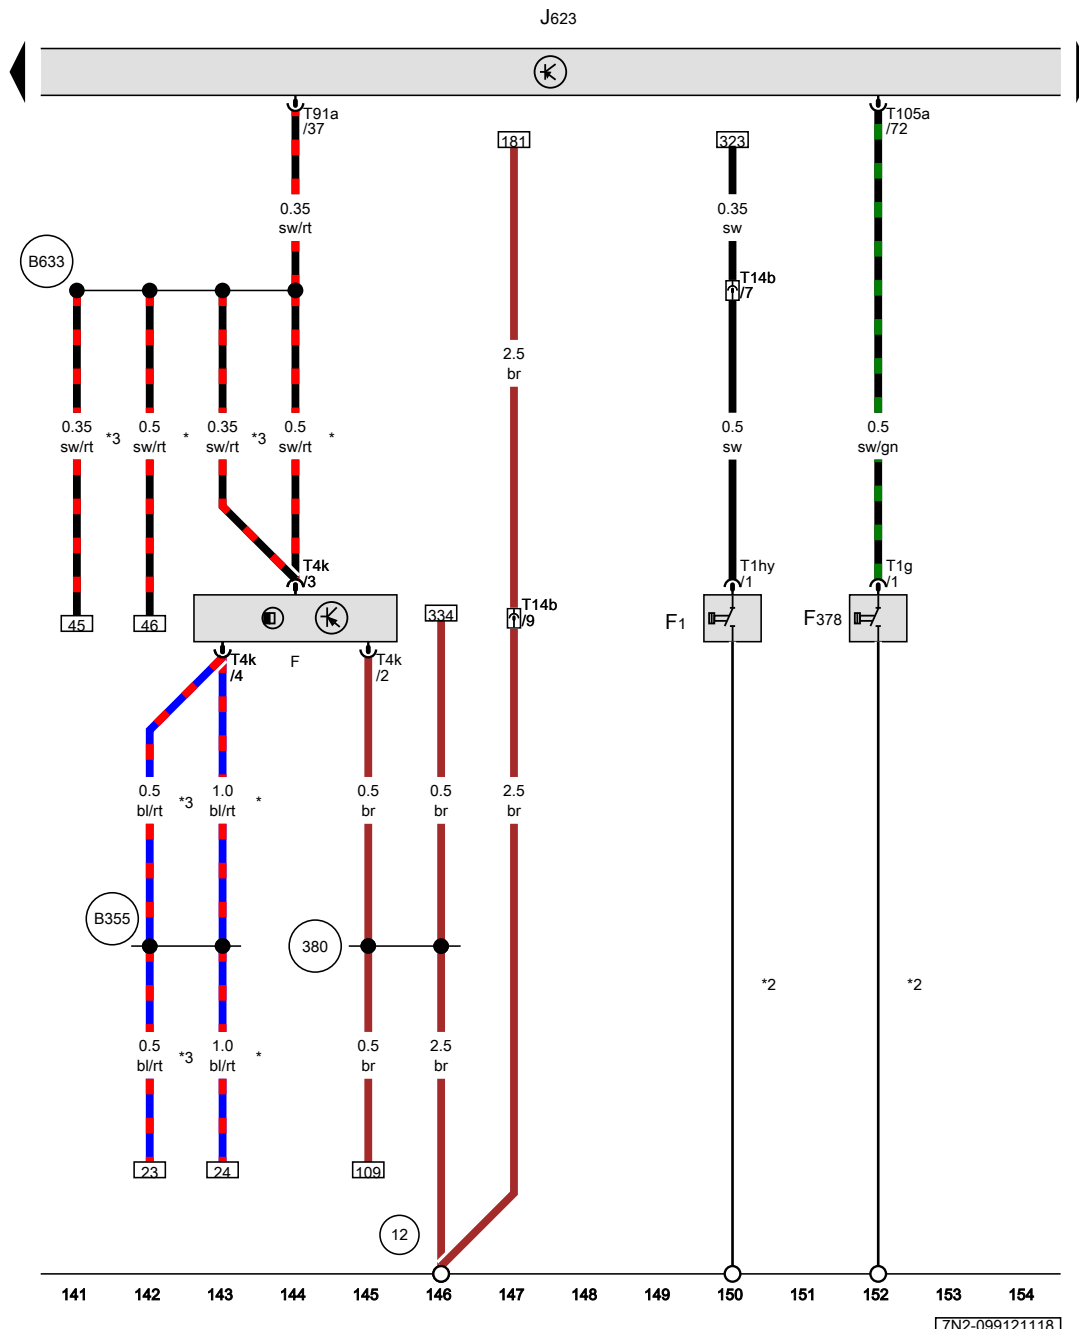 J623
T91a
/37
T105a
/72
181
323
0.35
sw/rt
0.35
sw
B633
T14b
/7
2.5
br
0.35
sw/rt
*3
0.5
sw/rt
*
0.35
sw/rt
*3
0.5
sw/rt
*
0.5
sw
0.5
sw/gn
T4k
/3
T1hy
/1
T1g
/1
45
46
334
T14b
/9
F1
F378
T4k
/4
F
T4k
/2
0.5
bl/rt
*3
1.0
bl/rt
*
0.5
br
0.5
br
2.5
br
B355
380
*2
*2
0.5
bl/rt
*3
1.0
bl/rt
*
0.5
br
2.5
br
23
24
109
12
141 142 143 144 145 146 147 148 149 150 151 152 153 154
7N2-099121118